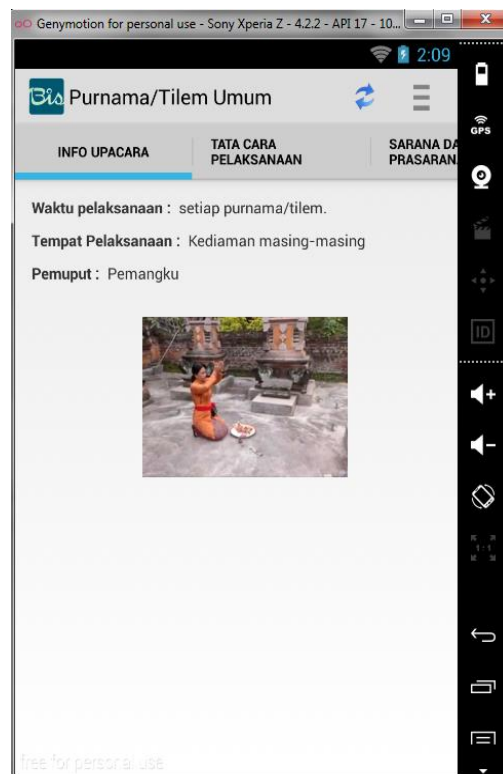 Genymotion for personal use - Sony Xperia Z - 4.2.2 - API 17 - 10...
2:09
Bis Purnama/Tilem Umum
INFO UPACARA
TATA CARA
PELAKSANAAN
SARANA DA
PRASARAN
Waktu pelaksanaan : setiap purnama/tilem.
Tempat Pelaksanaan : Kediaman masing-masing
Pemuput : Pemangku
free for personal use
GPS
ID
1:1